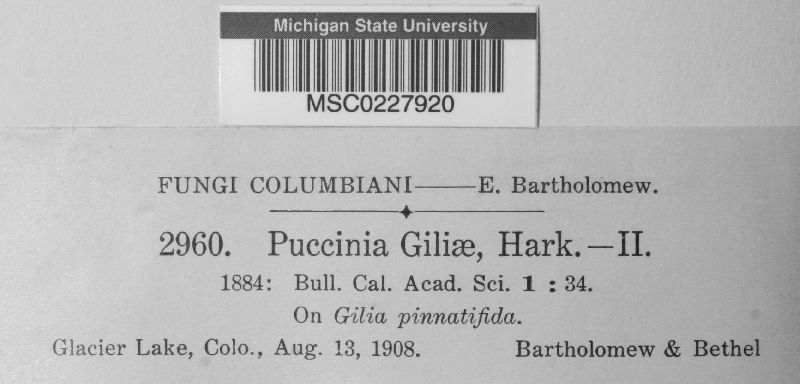 Michigan State University
MSC0227920
FUNGI COLUMBIANI——E. Bartholomew.
2960. Puccinia Giliæ, Hark.—II.
1884: Bull. Cal. Acad. Sci. 1 : 34.
On Gilia pinnatifida.
Glacier Lake, Colo., Aug. 13, 1908. Bartholomew & Bethel